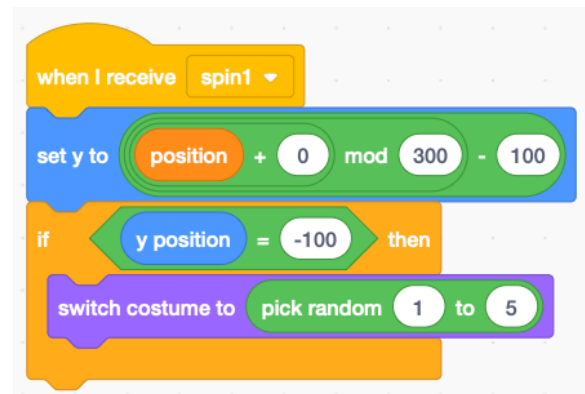 when I receive spin1
set y to position + 0 mod 300 - 100
if y position = -100 then
switch costume to pick random 1 to 5